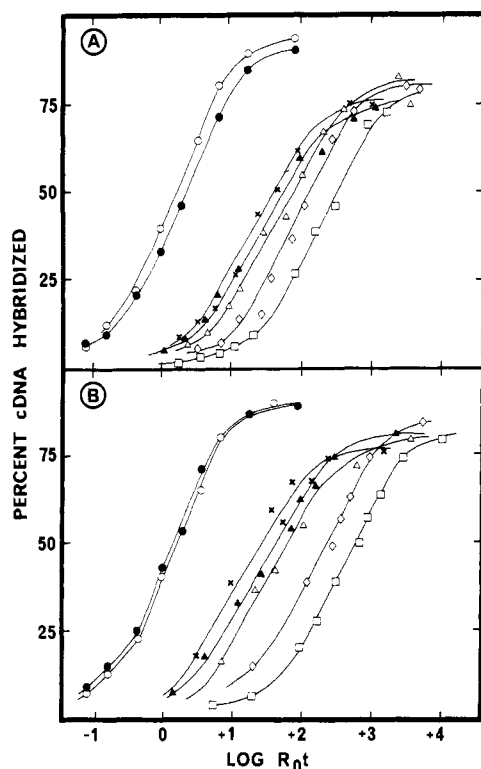 A
75
50
25
B
75
50
25
PERCENT cDNA HYBRIDIZED
-1 0 +1 +2 +3 +4
LOG R₀t